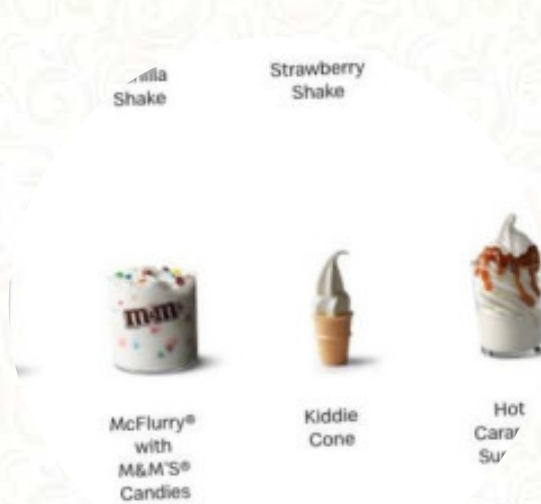 Shake
Strawberry
Shake
m&m's
McFlurry®
with
M&M'S®
Candies
Kiddie
Cone
Hot